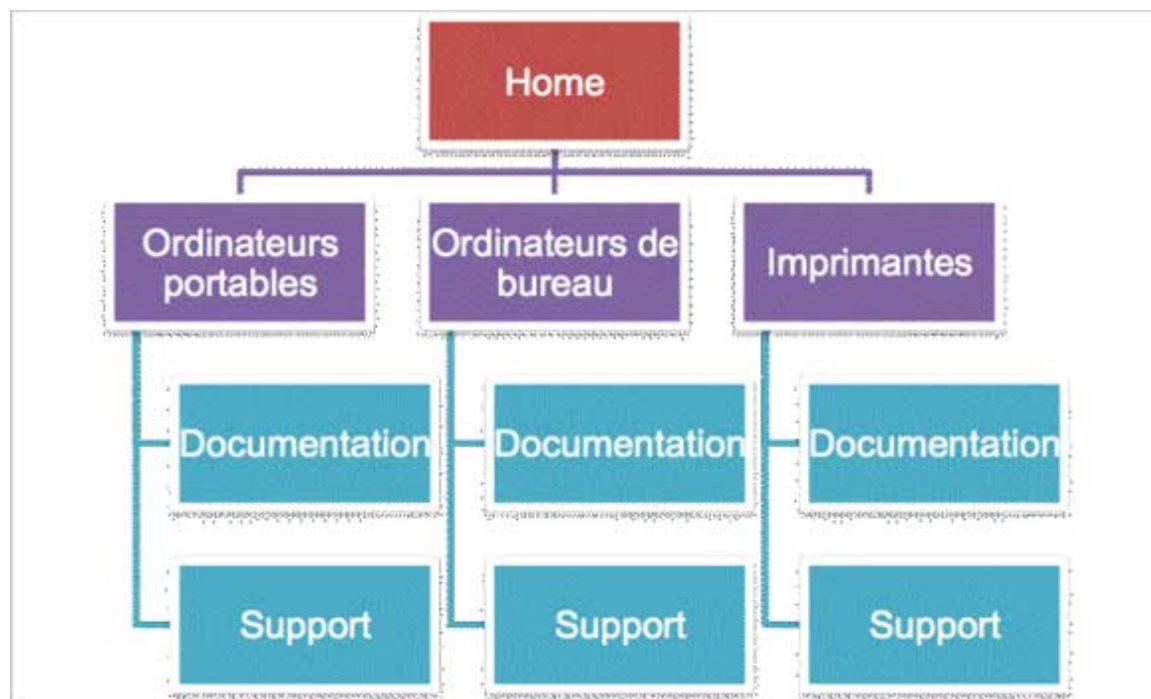 Home
Ordinateurs
portables
Ordinateurs de
bureau
Imprimantes
Documentation
Documentation
Documentation
Support
Support
Support